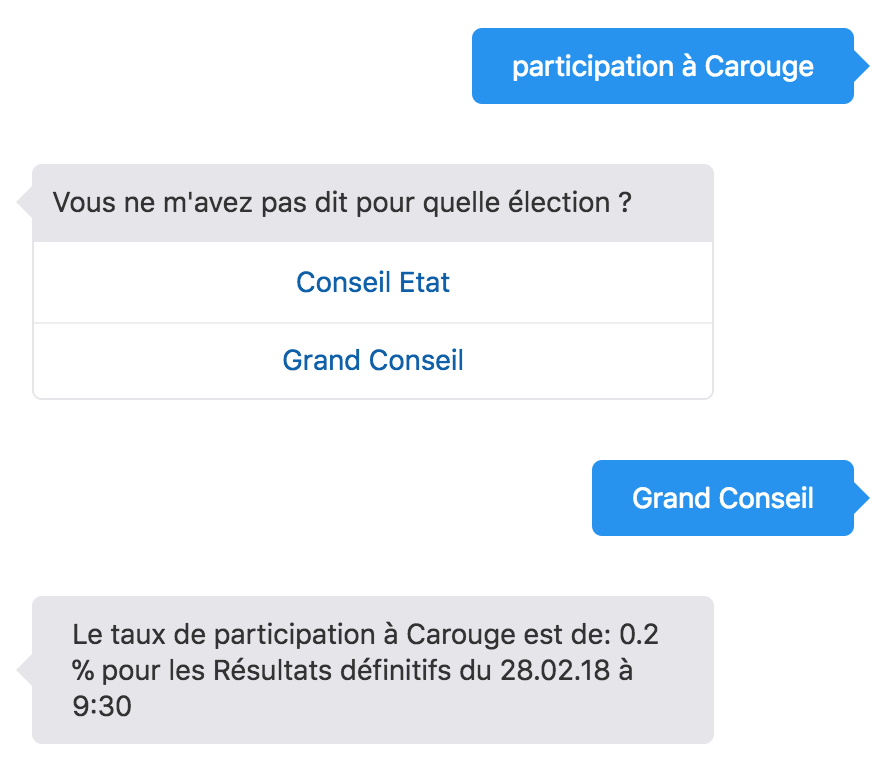 participation à Carouge
Vous ne m'avez pas dit pour quelle élection ?
Conseil Etat
Grand Conseil
Grand Conseil
Le taux de participation à Carouge est de: 0.2
% pour les Résultats définitifs du 28.02.18 à
9:30